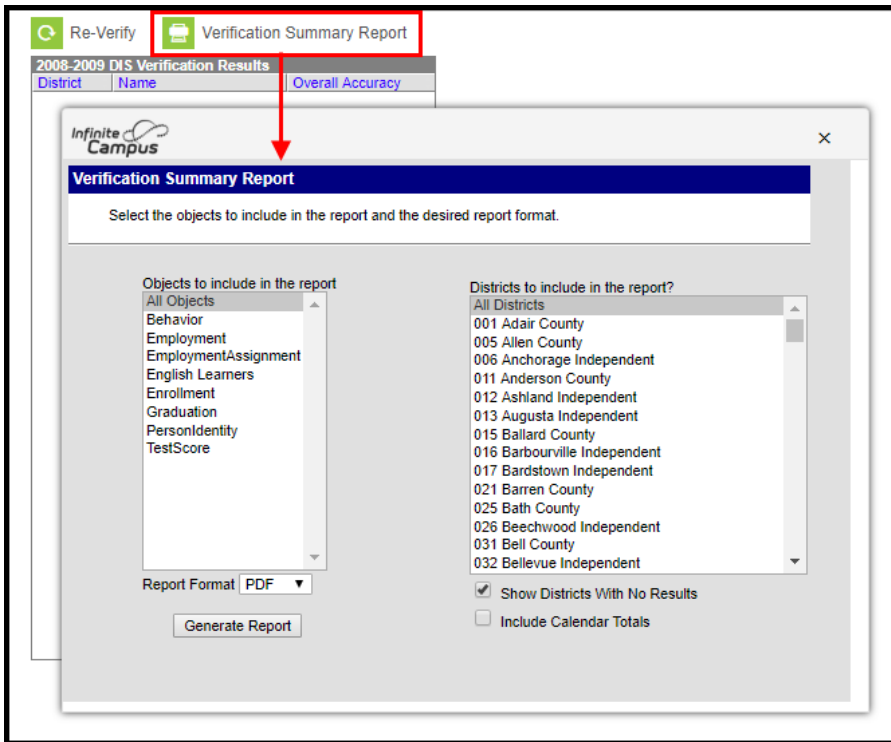 Re-Verify
Verification Summary Report
2008-2009 DIS Verification Results
District Name Overall Accuracy
Infinite
Campus
×
Verification Summary Report
Select the objects to include in the report and the desired report format.
Objects to include in the report
All Objects
Behavior
Employment
EmploymentAssignment
English Learners
Enrollment
Graduation
PersonIdentity
TestScore
Report Format PDF
Generate Report
Districts to include in the report?
All Districts
001 Adair County
005 Allen County
006 Anchorage Independent
011 Anderson County
012 Ashland Independent
013 Augusta Independent
015 Ballard County
016 Barbourville Independent
017 Bardstown Independent
021 Barren County
025 Bath County
026 Beechwood Independent
031 Bell County
032 Bellevue Independent
Show Districts With No Results
Include Calendar Totals